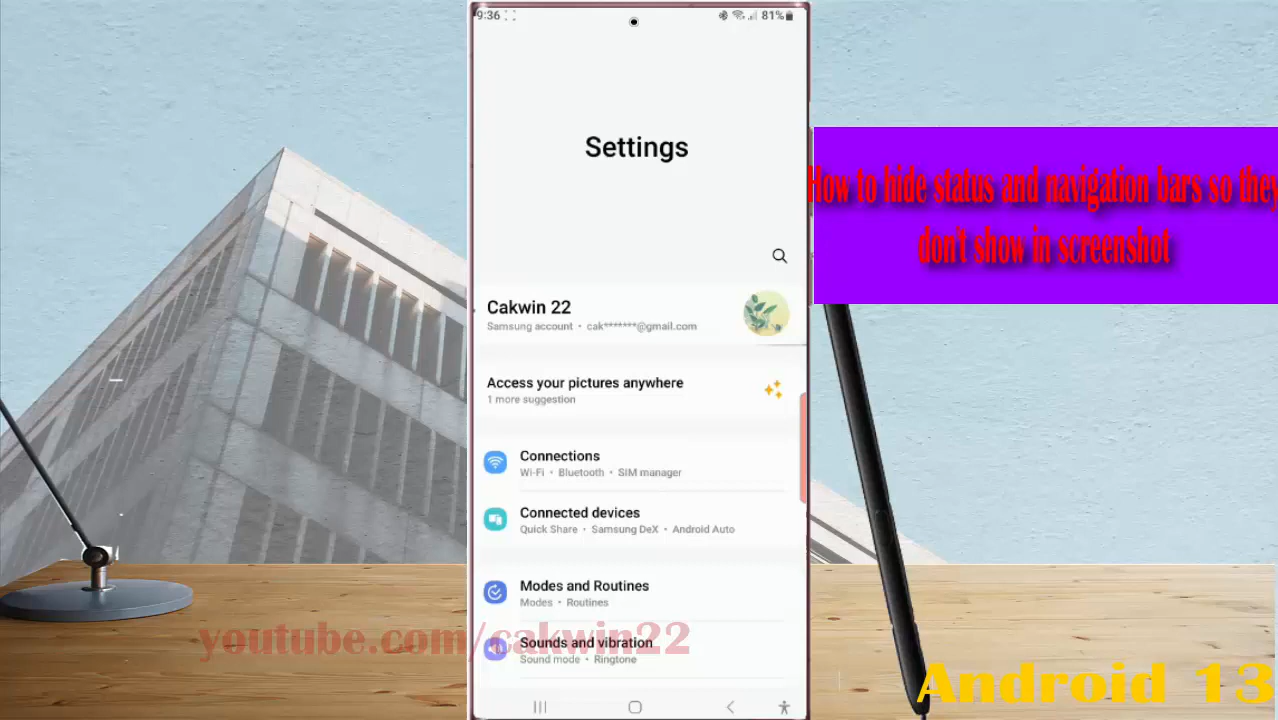 9:36
81%
Settings
How to hide status and navigation bars so they
don't show in screenshot
Cakwin 22
Samsung account • cak*******@gmail.com
Access your pictures anywhere
1 more suggestion
Connections
Wi-Fi • Bluetooth • SIM manager
Connected devices
Quick Share • Samsung DeX • Android Auto
Modes and Routines
Modes • Routines
youtube.com/cakwin22
Sounds and vibration
Sound mode • Ringtone
Android 13